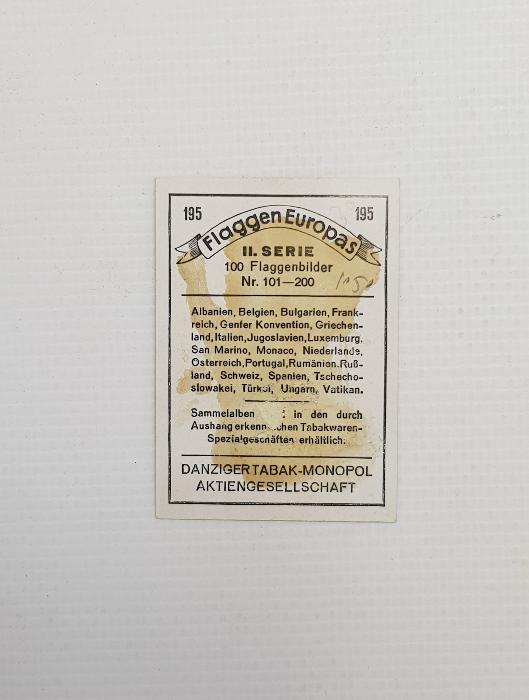 195 Flaggen Europas 195
II. SERIE
100 Flaggenbilder
Nr. 101—200
Albanien, Belgien, Bulgarien, Frank-
reich, Genfer Konvention, Griechen-
land, Italien, Jugoslavien, Luxemburg,
San Marino, Monaco, Niederlande,
Österreich, Portugal, Rumänien, Ruß-
land, Schweiz, Spanien, Tschecho-
slowakei, Türkei, Ungarn, Vatikan.
Sammelalben in den durch
Aushang Tabakwaren-
Spezialgeschäften erhältlich.
DANZIGER TABAK-MONOPOL
AKTIENGESELLSCHAFT